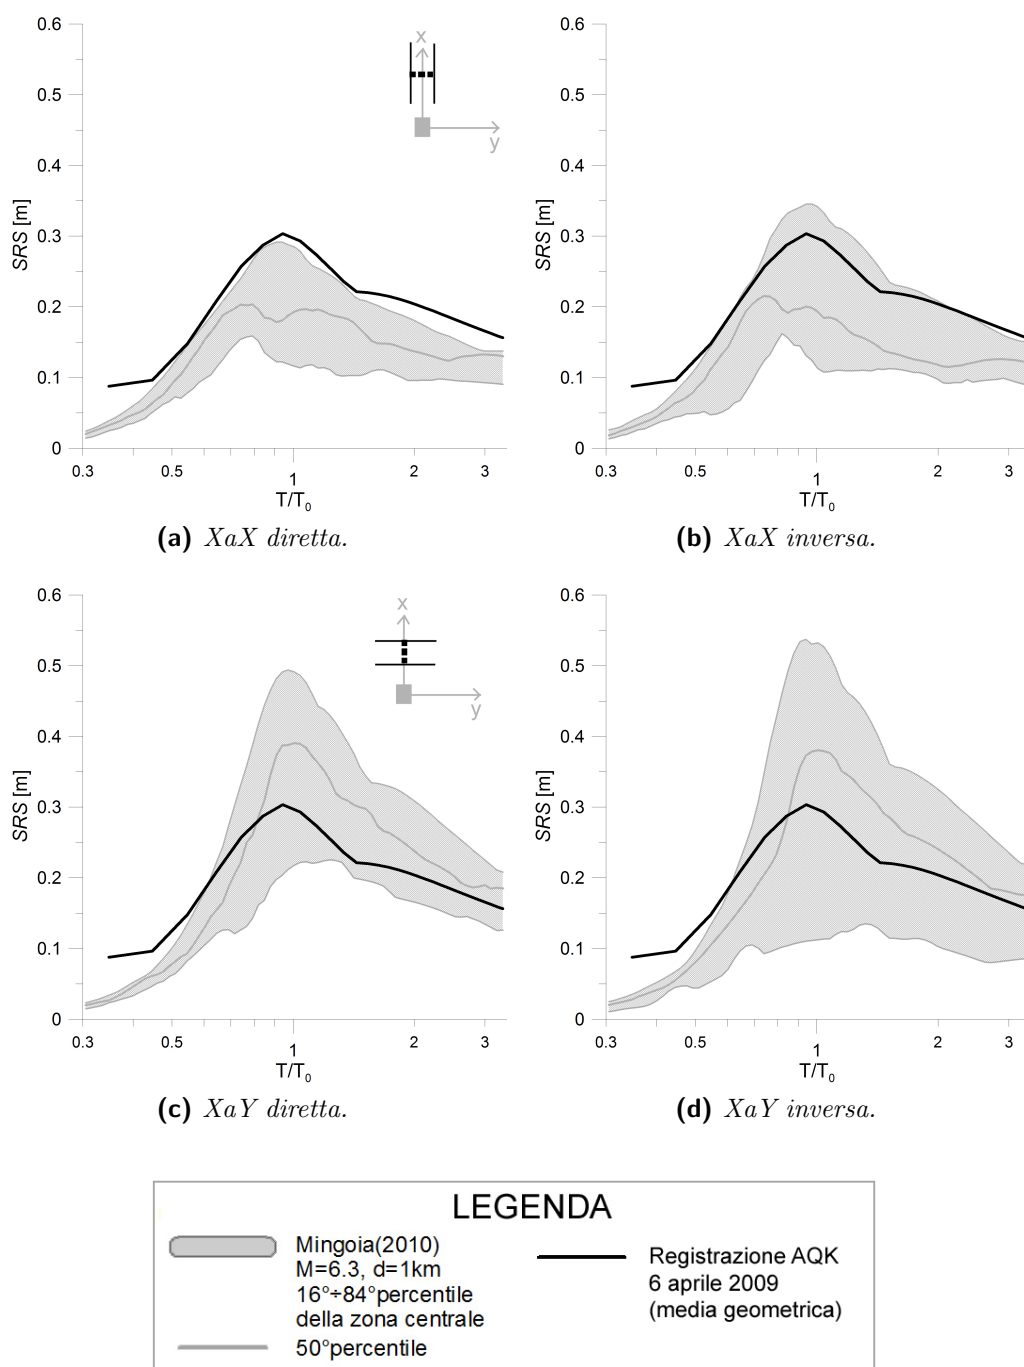 0.6
0.5
0.4
0.3
0.2
0.1
0
SRS [m]
x
y
0.3
0.5
1
2
3
T/T0
(a) XaX diretta.
0.6
0.5
0.4
0.3
0.2
0.1
0
SRS [m]
0.3
0.5
1
2
3
T/T0
(b) XaX inversa.
0.6
0.5
0.4
0.3
0.2
0.1
0
SRS [m]
x
y
0.3
0.5
1
2
3
T/T0
(c) XaY diretta.
0.6
0.5
0.4
0.3
0.2
0.1
0
SRS [m]
0.3
0.5
1
2
3
T/T0
(d) XaY inversa.
LEGENDA
Mingoia(2010)
M=6.3, d=1km
16°÷84°percentile
della zona centrale
50°percentile
Registrazione AQK
6 aprile 2009
(media geometrica)